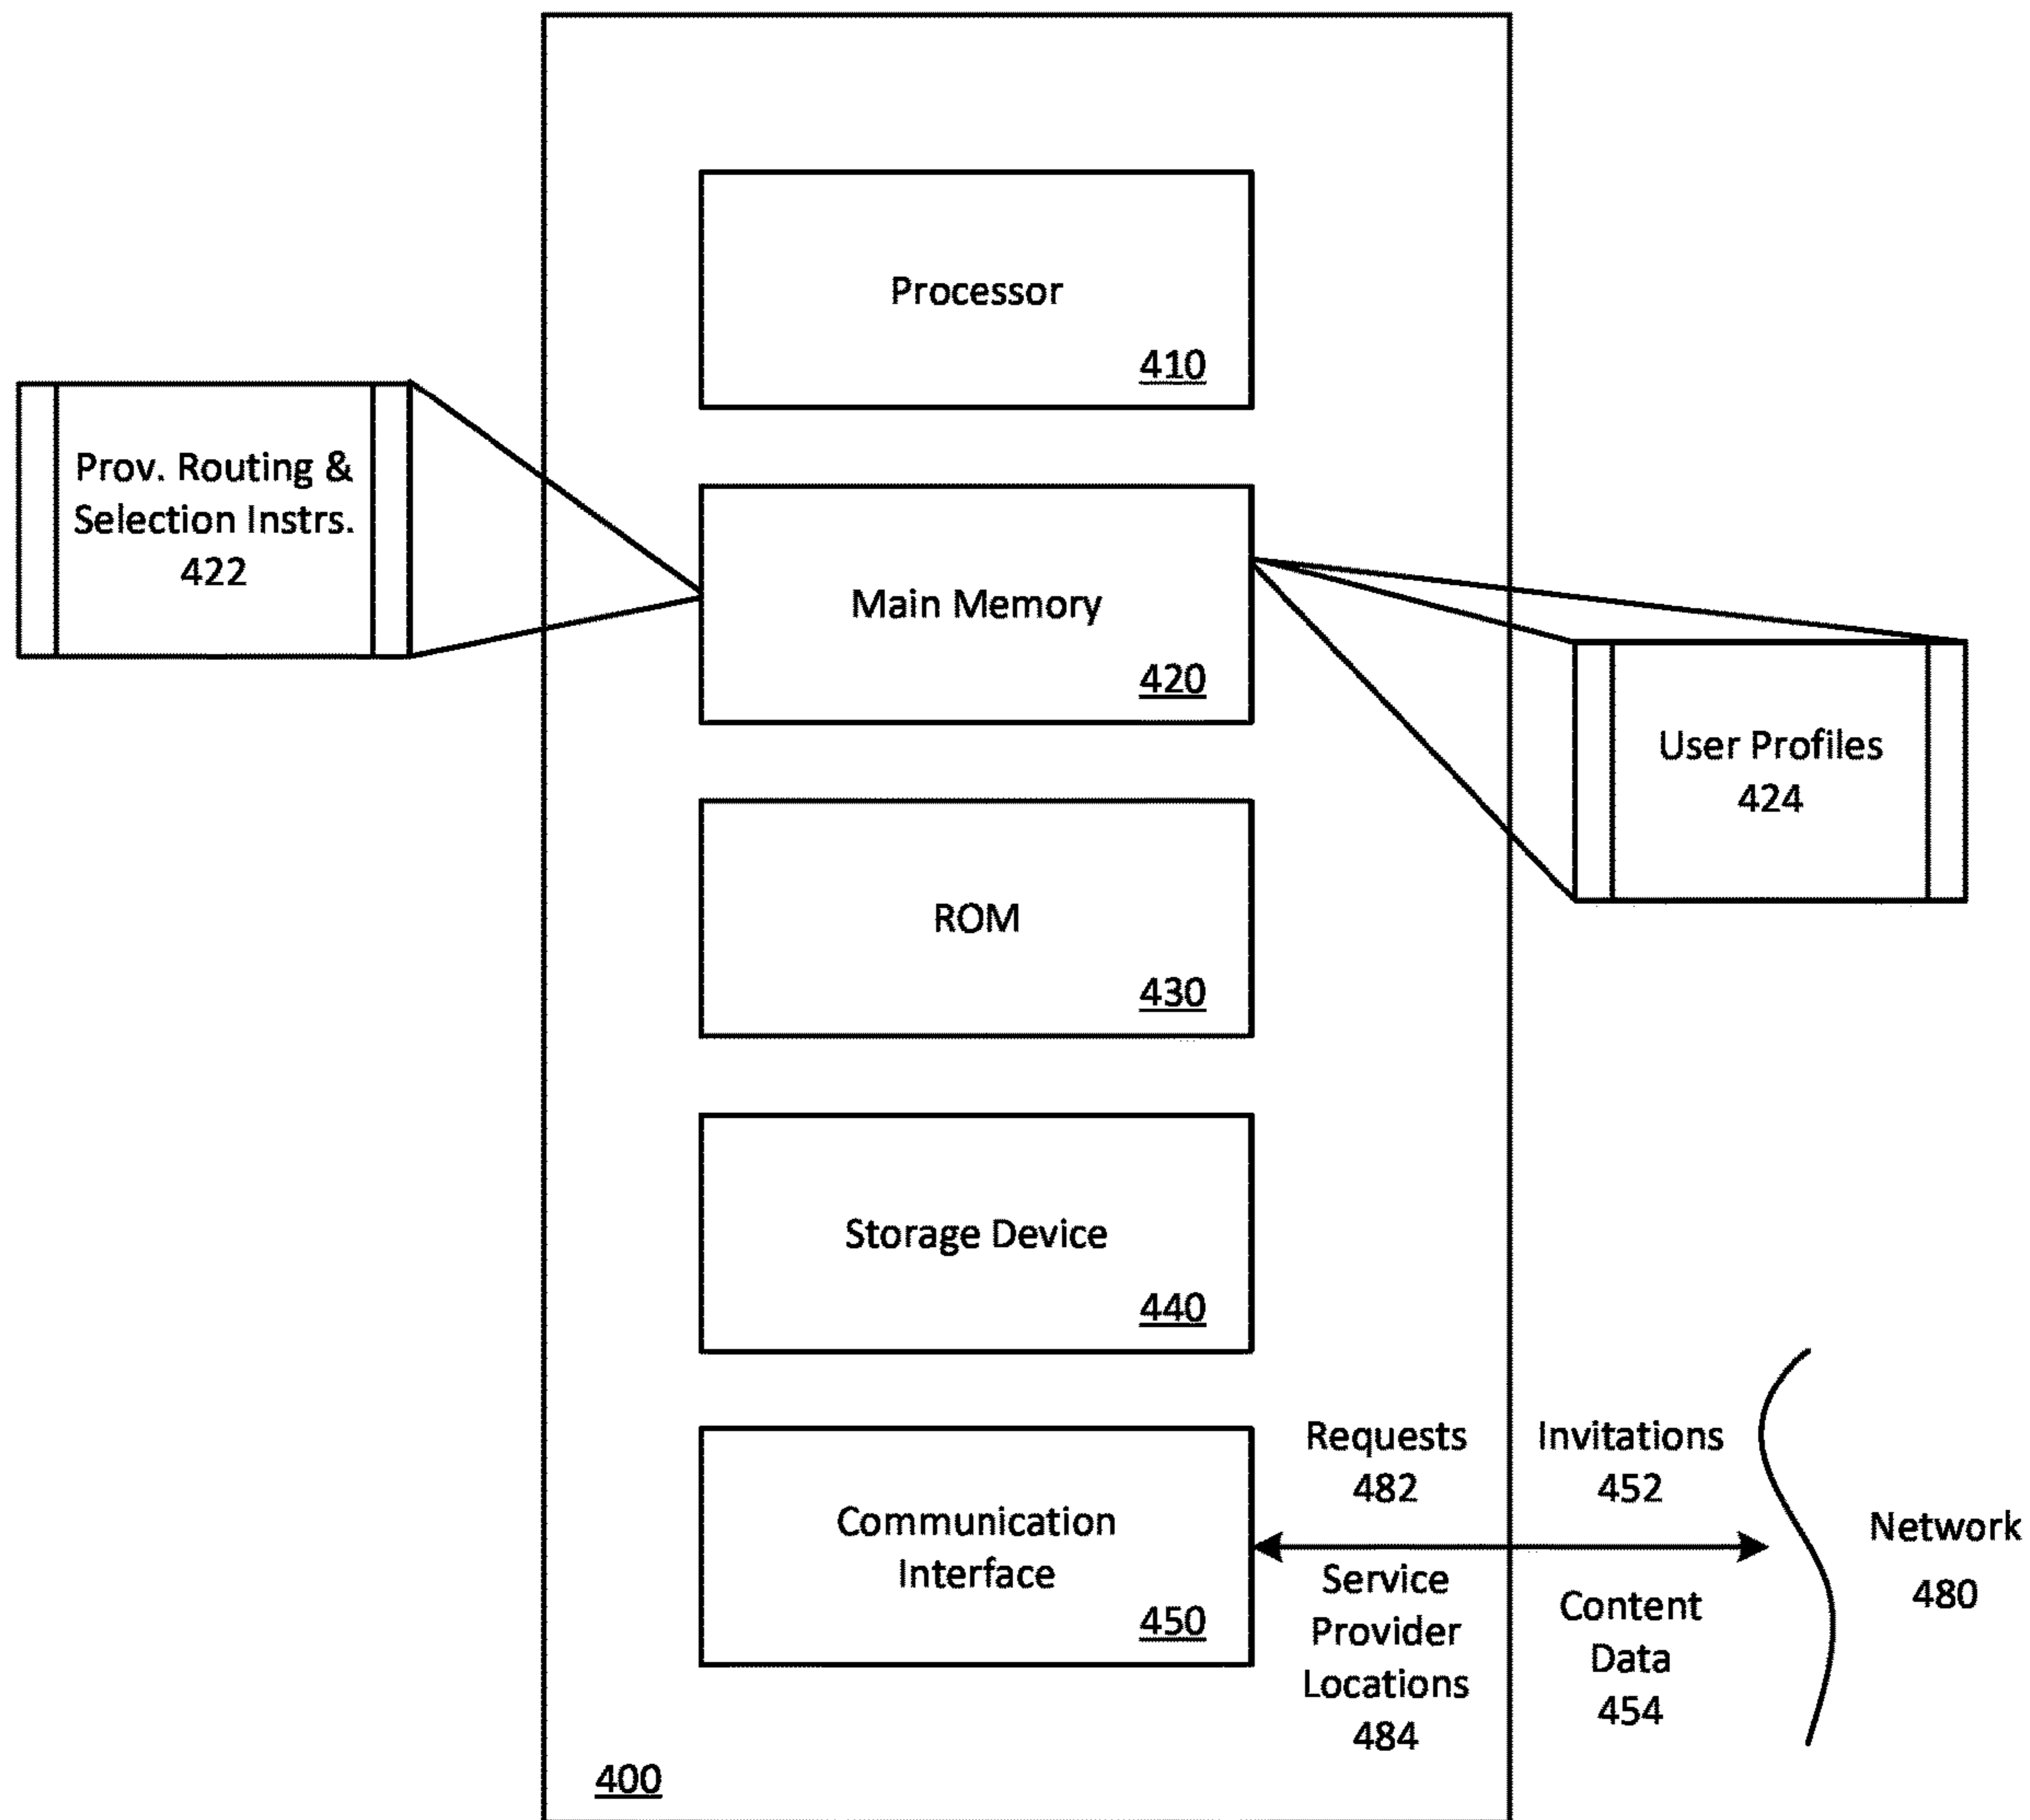 Processor
410
Prov. Routing &
Selection Instrs.
422
Main Memory
420
User Profiles
424
ROM
430
Storage Device
440
Communication
Interface
450
Requests
482
Invitations
452
Service
Provider
Locations
484
Content
Data
454
Network
480
400